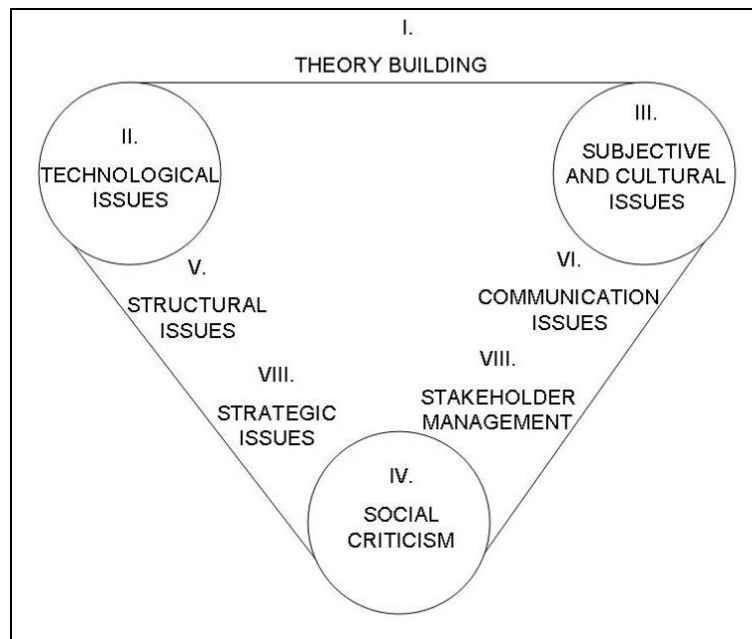 I.
THEORY BUILDING
II.
TECHNOLOGICAL
ISSUES
III.
SUBJECTIVE
AND CULTURAL
ISSUES
V.
STRUCTURAL
ISSUES
VI.
COMMUNICATION
ISSUES
VIII.
STRATEGIC
ISSUES
VIII.
STAKEHOLDER
MANAGEMENT
IV.
SOCIAL
CRITICISM